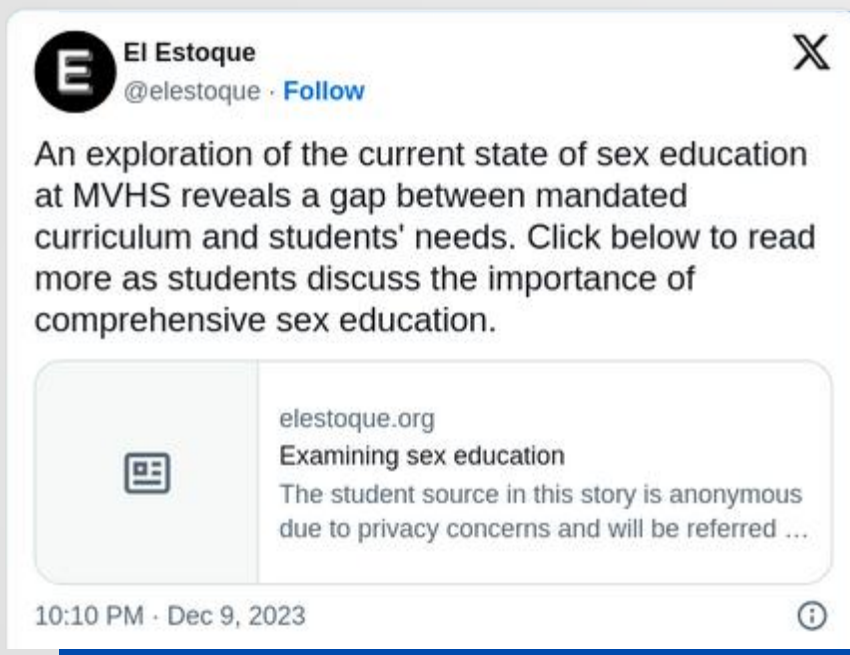 E
El Estoque
X
@elestoque · Follow
An exploration of the current state of sex education
at MVHS reveals a gap between mandated
curriculum and students' needs. Click below to read
more as students discuss the importance of
comprehensive sex education.
elestoque.org
Examining sex education
The student source in this story is anonymous
due to privacy concerns and will be referred …
10:10 PM · Dec 9, 2023